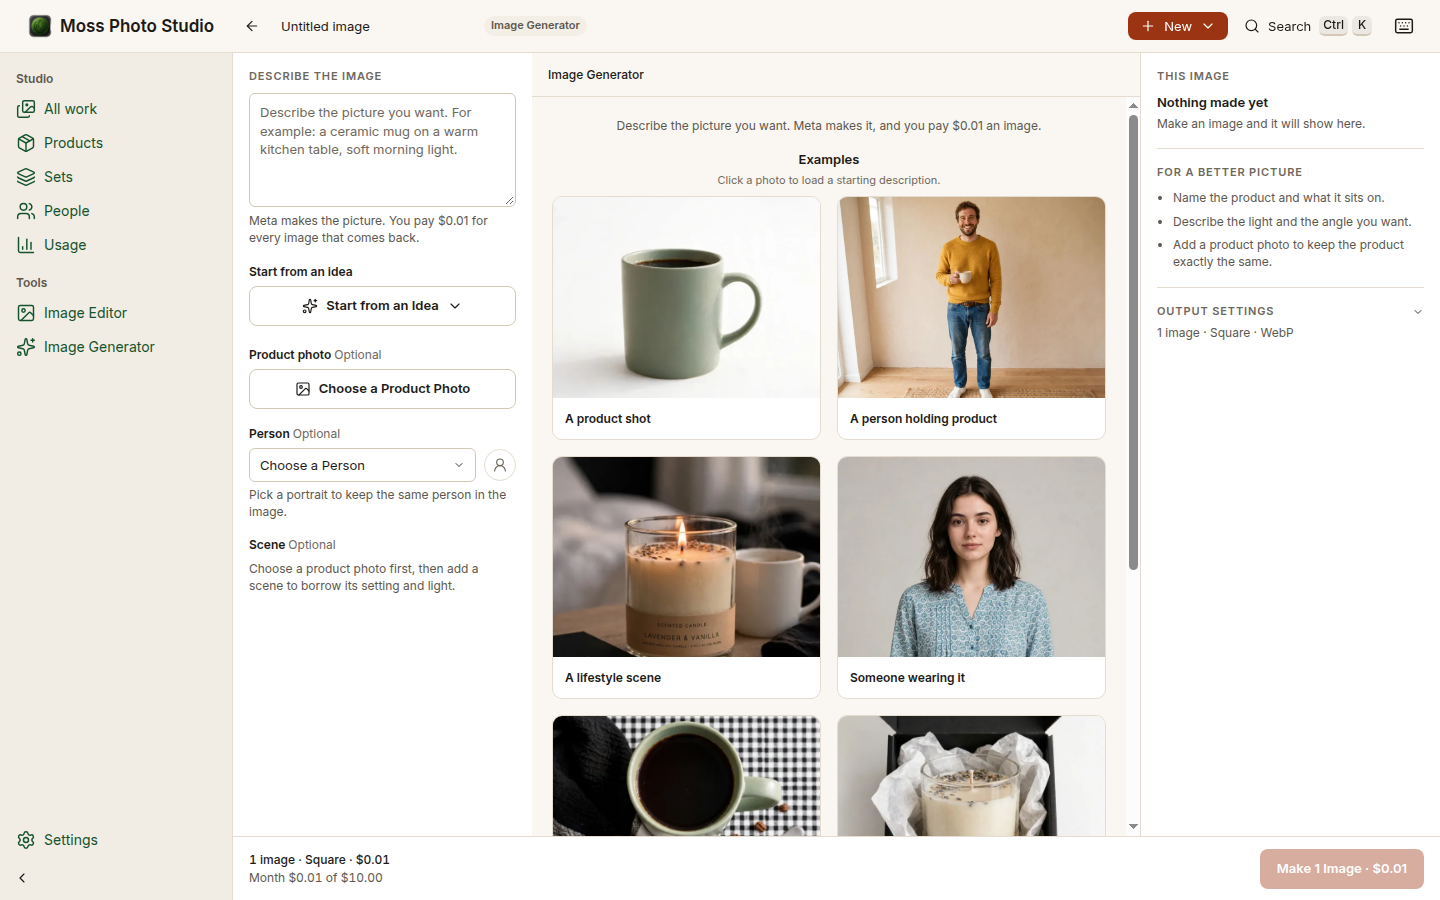 Moss Photo Studio
Untitled image
Image Generator
New
Search
Ctrl
K
Studio
All work
Products
Sets
People
Usage
Tools
Image Editor
Image Generator
Settings
DESCRIBE THE IMAGE
Describe the picture you want. For
example: a ceramic mug on a warm
kitchen table, soft morning light.
Meta makes the picture. You pay $0.01 for
every image that comes back.
Start from an idea
Start from an Idea
Product photo Optional
Choose a Product Photo
Person Optional
Choose a Person
Pick a portrait to keep the same person in the
image.
Scene Optional
Choose a product photo first, then add a
scene to borrow its setting and light.
Image Generator
Describe the picture you want. Meta makes it, and you pay $0.01 an image.
Examples
Click a photo to load a starting description.
A product shot
A person holding product
SCENTED CANDLE
LAVENDER & VANILLA
A lifestyle scene
Someone wearing it
THIS IMAGE
Nothing made yet
Make an image and it will show here.
FOR A BETTER PICTURE
• Name the product and what it sits on.
• Describe the light and the angle you want.
• Add a product photo to keep the product
exactly the same.
OUTPUT SETTINGS
1 image · Square · WebP
1 image · Square · $0.01
Month $0.01 of $10.00
Make 1 Image · $0.01